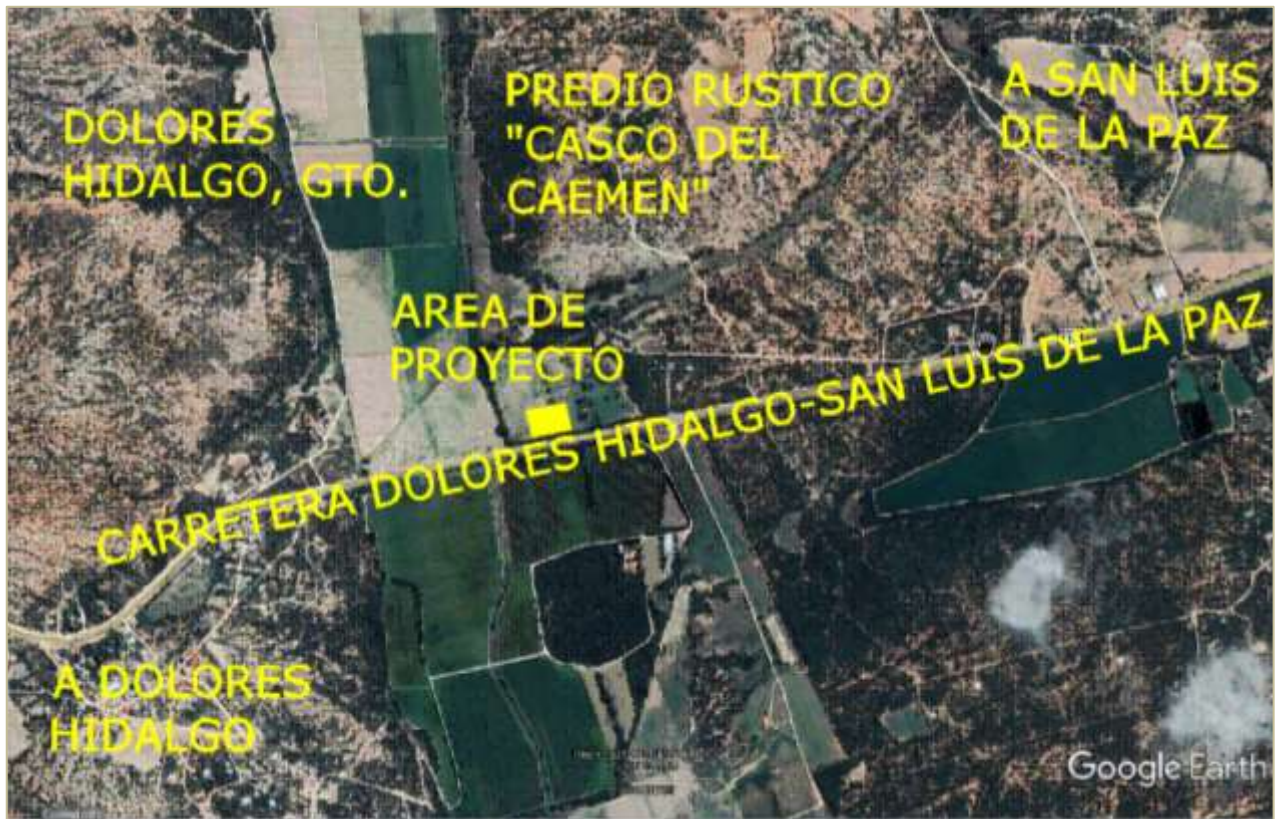 DOLORES
HIDALGO, GTO.
PREDIO RUSTICO
"CASCO DEL
CAEMEN"
A SAN LUIS
DE LA PAZ
AREA DE
PROYECTO
CARRETERA DOLORES HIDALGO-SAN LUIS DE LA PAZ
A DOLORES
HIDALGO
Google Earth